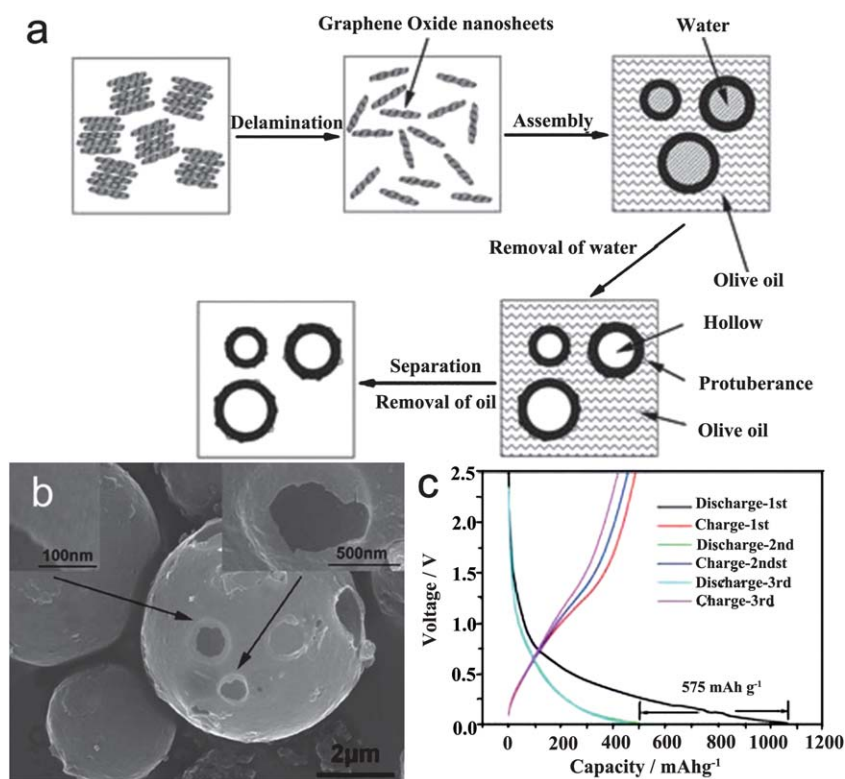 a
Graphene Oxide nanosheets
Water
Delamination
Assembly
Removal of water
Olive oil
Hollow
Separation
Protuberance
Removal of oil
Olive oil
b
100nm
500nm
2μm
c
2.5
2.0
1.5
1.0
0.5
0.0
Voltage / V
Discharge-1st
Charge-1st
Discharge-2nd
Charge-2ndst
Discharge-3rd
Charge-3rd
575 mAh g-1
0 200 400 600 800 1000 1200
Capacity / mAhg-1